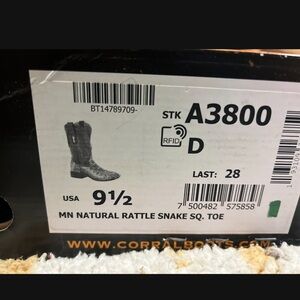 BT14789709-
STK A3800
RFID D
LAST: 28
USA 9½
7 500482 575858
MN NATURAL RATTLE SNAKE SQ. TOE
WWW.CORRALBOOTS.COM